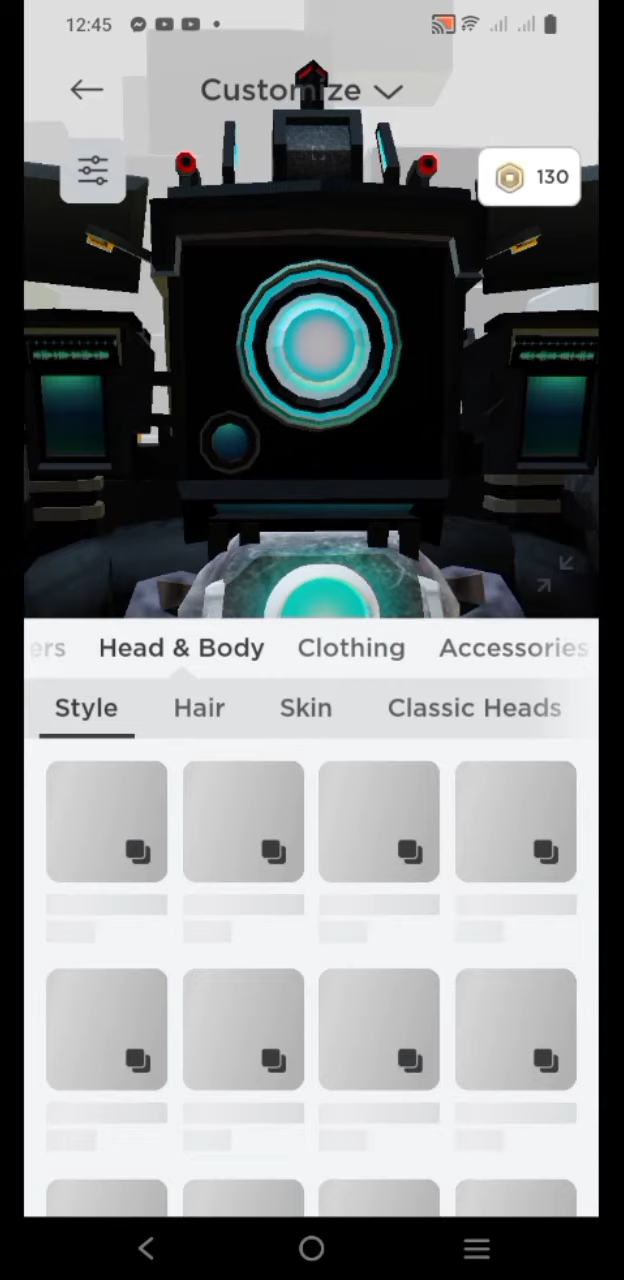 12:45
Customize
130
ers Head & Body Clothing Accessories
Style Hair Skin Classic Heads